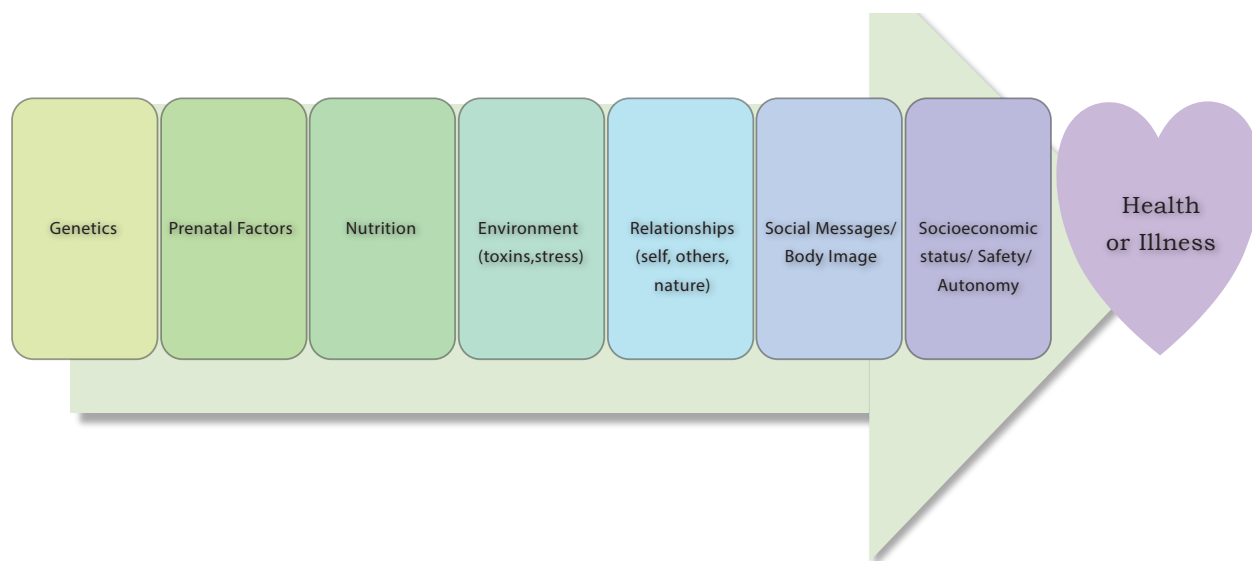 Genetics
Prenatal Factors
Nutrition
Environment
(toxins,stress)
Relationships
(self, others,
nature)
Social Messages/
Body Image
Socioeconomic
status/ Safety/
Autonomy
Health
or Illness